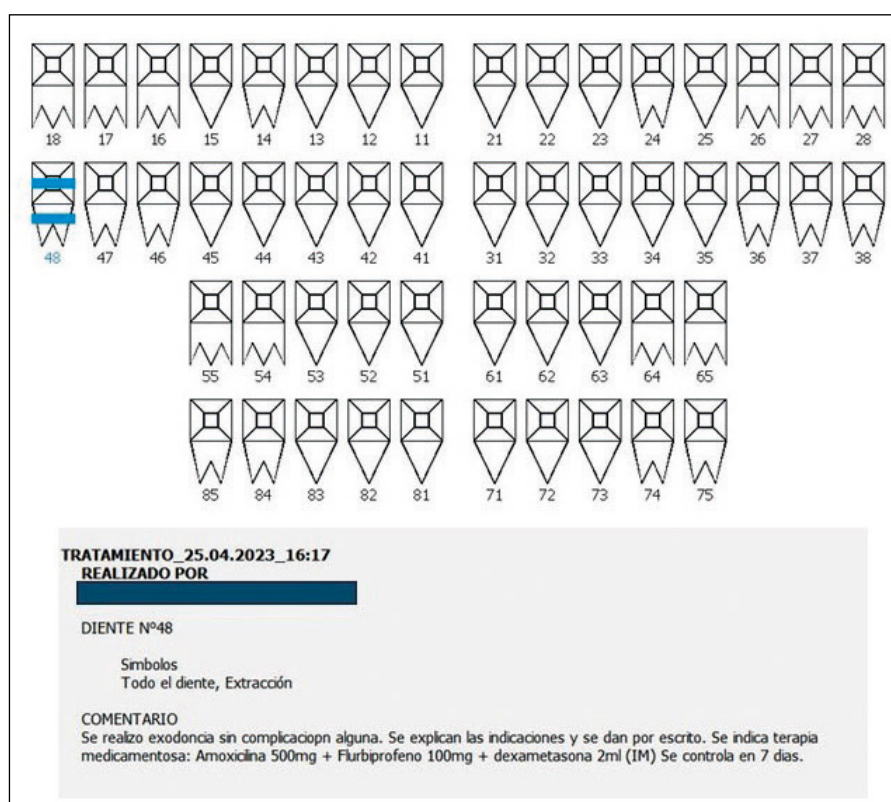 18 17 16 15 14 13 12 11 21 22 23 24 25 26 27 28
48 47 46 45 44 43 42 41 31 32 33 34 35 36 37 38
55 54 53 52 51 61 62 63 64 65
85 84 83 82 81 71 72 73 74 75
TRATAMIENTO_25.04.2023_16:17
REALIZADO POR
DIENTE Nº48
Simbolos
Todo el diente, Extracción
COMENTARIO
Se realizo exodoncia sin complicaciopn alguna. Se explican las indicaciones y se dan por escrito. Se indica terapia
medicamentosa: Amoxicilina 500mg + Flurbiprofeno 100mg + dexametasona 2ml (IM) Se controla en 7 dias.